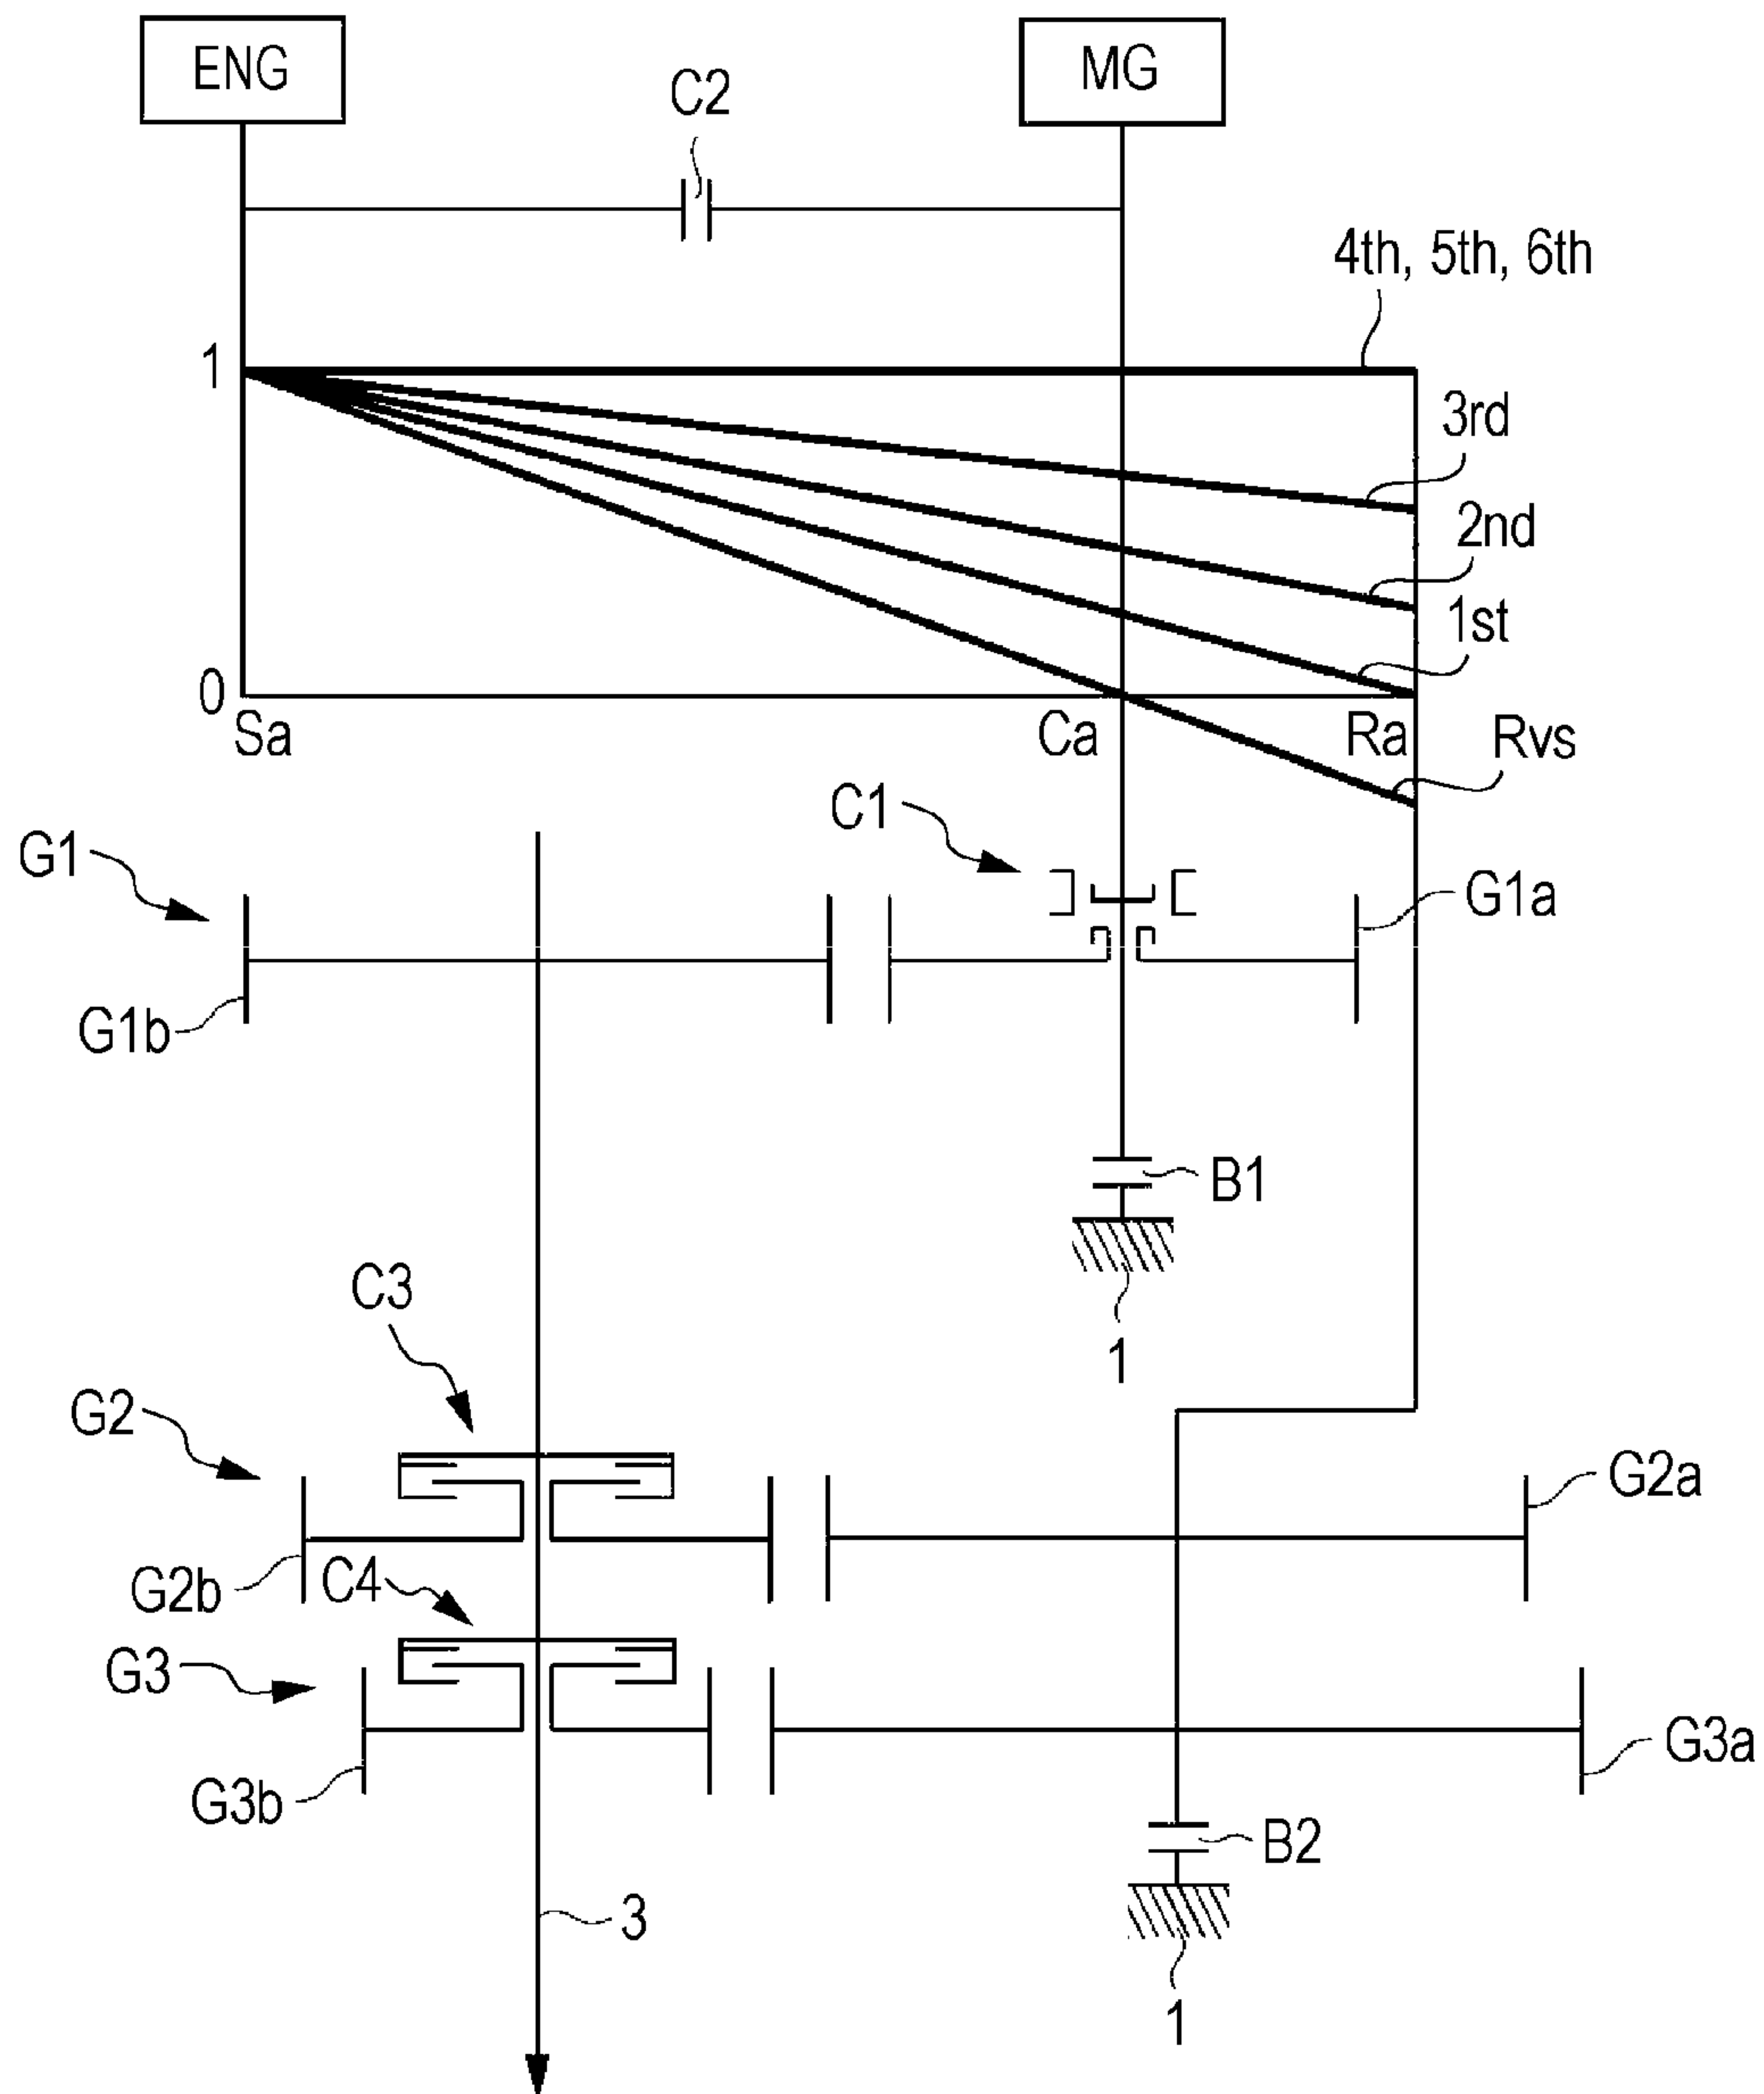 ENG
MG
C2
4th, 5th, 6th
1
3rd
2nd
1st
0
Sa
Ca
Ra
Rvs
C1
G1
G1a
G1b
B1
1
C3
G2
G2a
G2b
C4
G3
G3a
G3b
B2
3
1